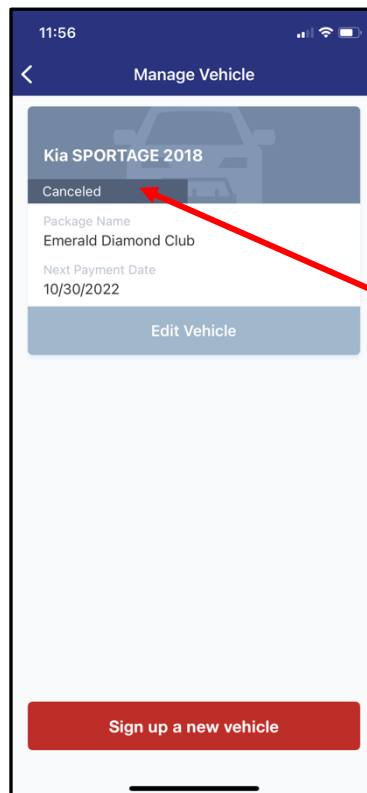 11:56
Manage Vehicle
Kia SPORTAGE 2018
Canceled
Package Name
Emerald Diamond Club
Next Payment Date
10/30/2022
Edit Vehicle
Sign up a new vehicle